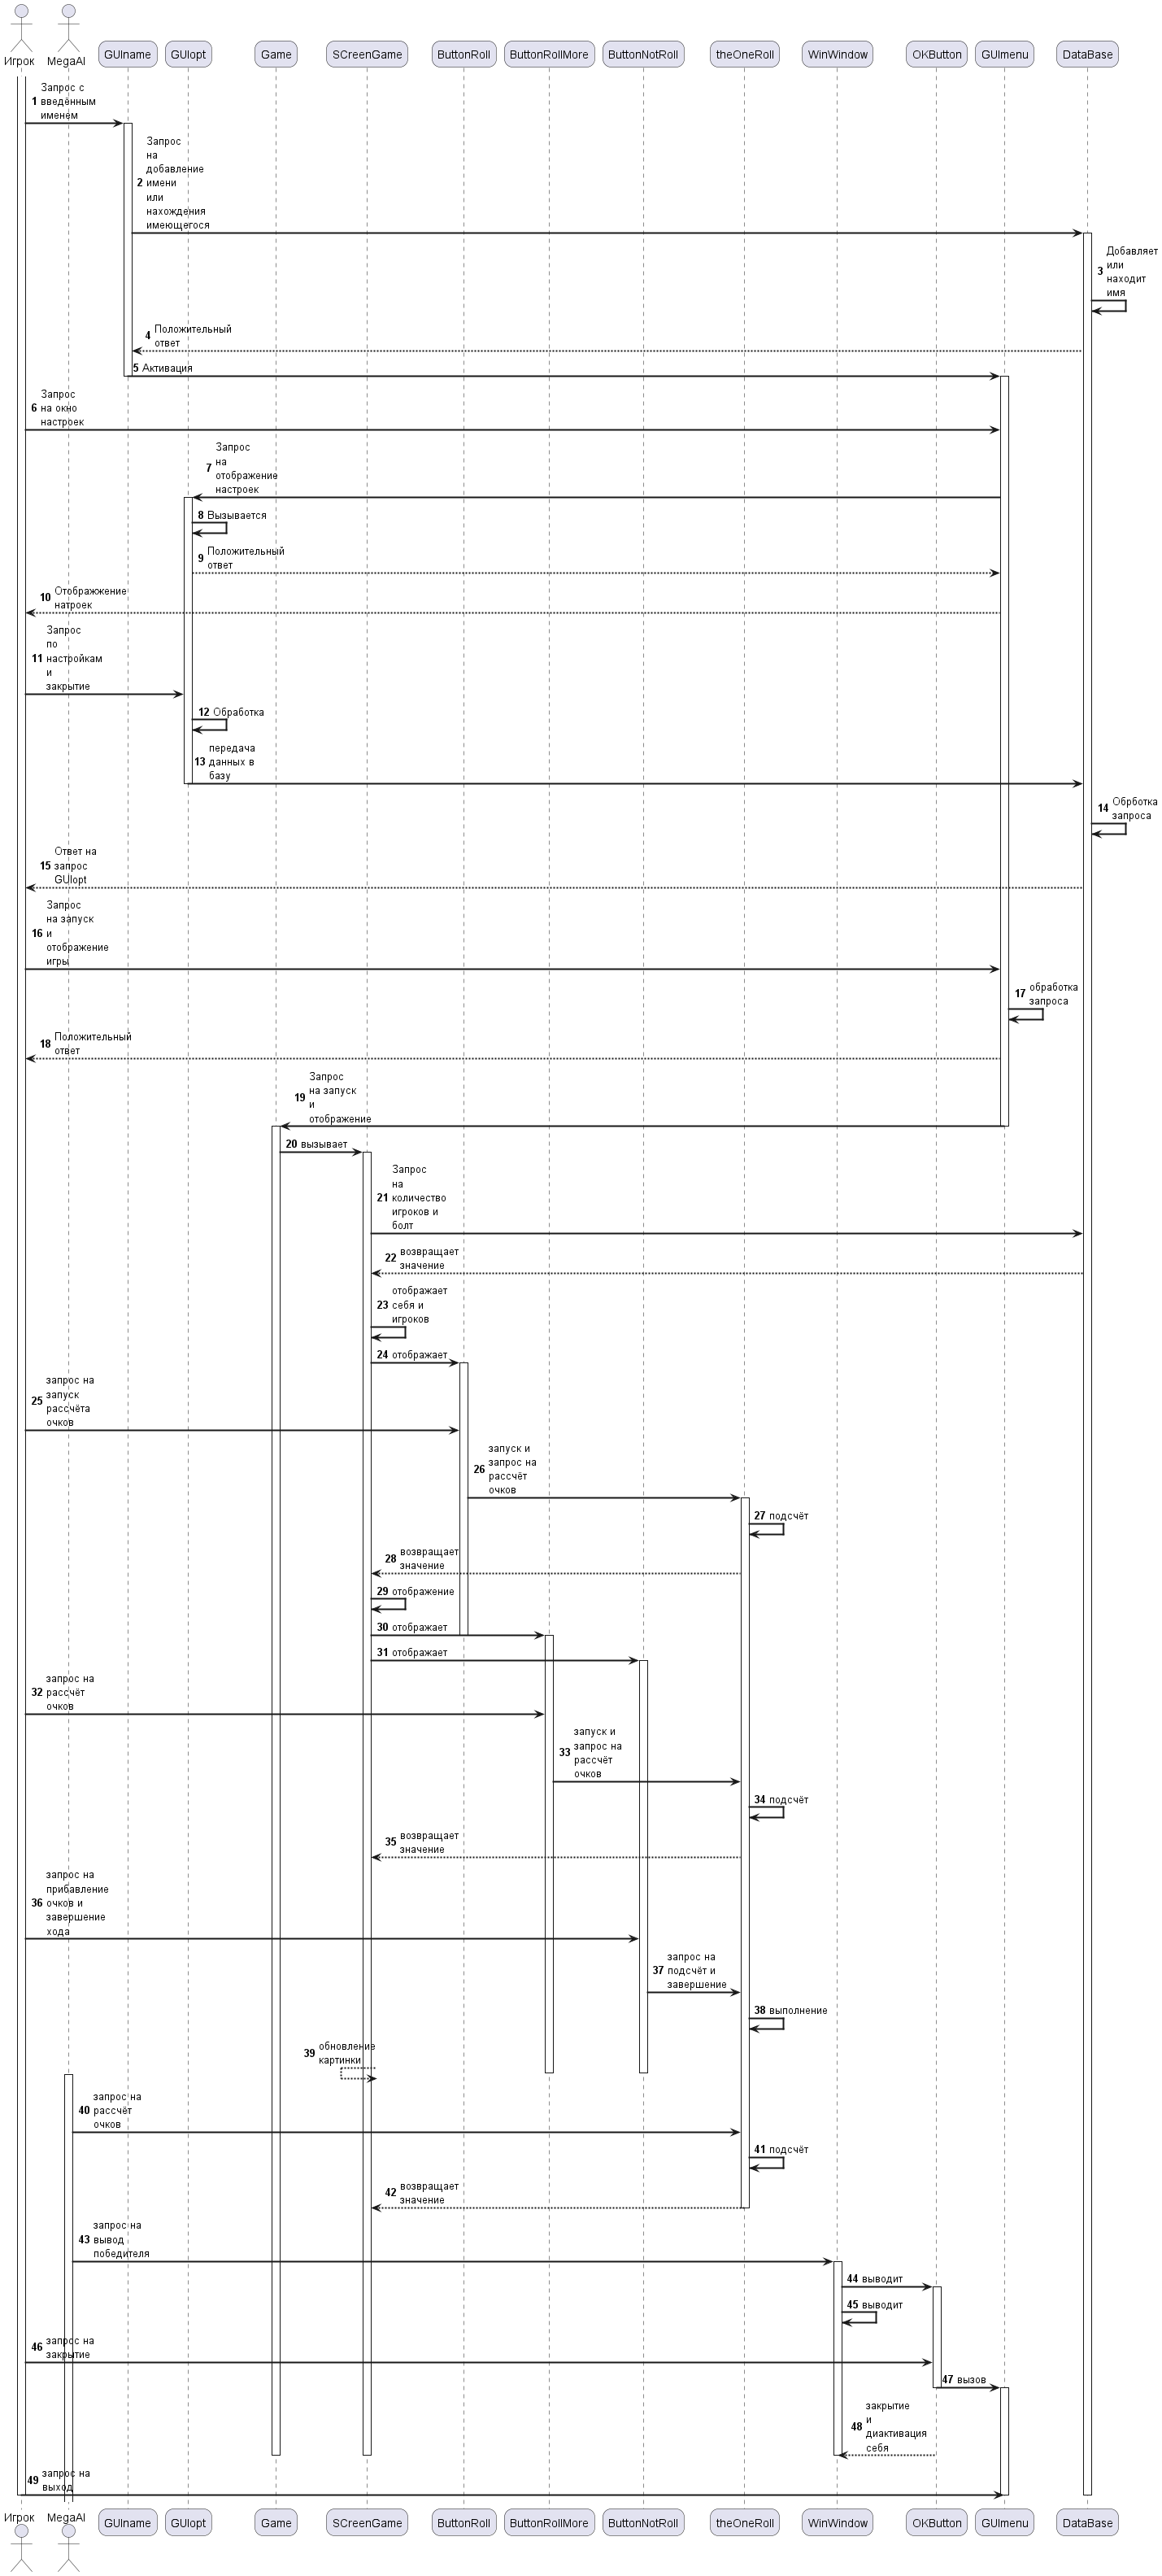 Игрок
MegaAI
GUIname
GUIopt
Game
SCreenGame
ButtonRoll
ButtonRollMore
ButtonNotRoll
theOneRoll
WinWindow
OKButton
GUImenu
DataBase
1
Запрос с
введённым
именем
2
Запрос
на
добавление
имени
или
нахождения
имеющегося
3
Добавляет
или
находит
имя
4
Положительный
ответ
5 Активация
6
Запрос
на окно
настроек
7
Запрос
на
отображение
настроек
8 Вызывается
9
Положительный
ответ
10
Отображжение
натроек
11
Запрос
по
настройкам
и
закрытие
12 Обработка
13
передача
данных в
базу
14
Обрботка
запроса
15
Ответ на
запрос
GUIopt
16
Запрос
на запуск
и
отображение
игры
17
обработка
запроса
18
Положительный
ответ
19
Запрос
на запуск
и
отображение
20 вызывает
21
Запрос
на
количество
игроков и
болт
22
возвращает
значение
23
отображает
себя и
игроков
24 отображает
25
запрос на
запуск
рассчёта
очков
26
запуск и
запрос на
рассчёт
очков
27 подсчёт
28
возвращает
значение
29 отображение
30 отображает
31 отображает
32
запрос на
рассчёт
очков
33
запуск и
запрос на
рассчёт
очков
34 подсчёт
35
возвращает
значение
36
запрос на
прибавление
очков и
завершение
хода
37
запрос на
подсчёт и
завершение
38 выполнение
39
обновление
картинки
40
запрос на
рассчёт
очков
41 подсчёт
42
возвращает
значение
43
запрос на
вывод
победителя
44 выводит
45 выводит
46
запрос на
закрытие
47 вызов
48
закрытие
и
диактивация
себя
49
запрос на
выход
Игрок
MegaAI
GUIname
GUIopt
Game
SCreenGame
ButtonRoll
ButtonRollMore
ButtonNotRoll
theOneRoll
WinWindow
OKButton
GUImenu
DataBase